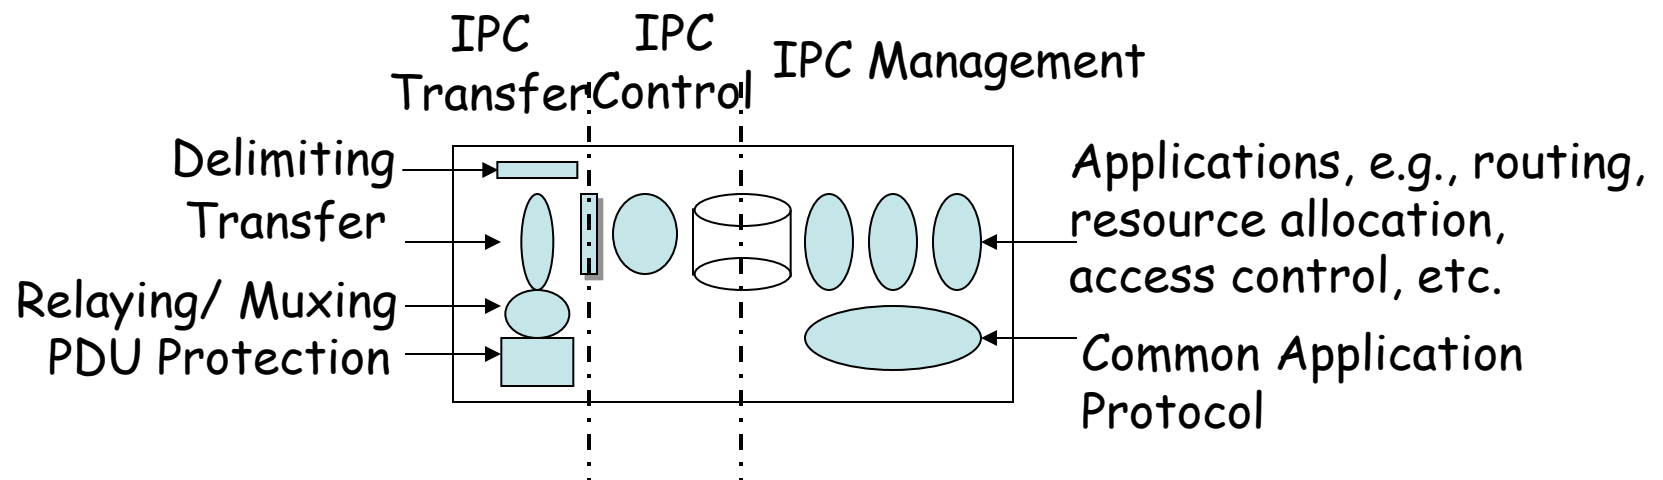 IPC
Transfer
IPC
Control
IPC Management
Delimiting
Transfer
Relaying/ Muxing
PDU Protection
Applications, e.g., routing,
resource allocation,
access control, etc.
Common Application
Protocol